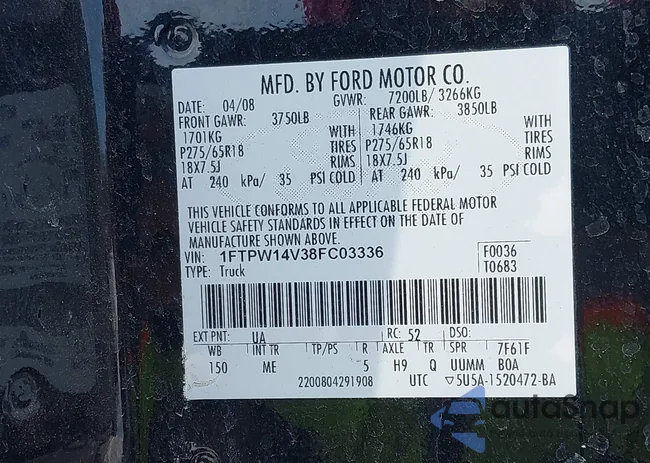 MFD. BY FORD MOTOR CO.
DATE: 04/08 GVWR: 7200LB/ 3266KG
FRONT GAWR: 3750LB REAR GAWR: 3850LB
1701KG WITH 1746KG WITH
P275/65R18 TIRES P275/65R18 TIRES
18X7.5J RIMS 18X7.5J RIMS
AT 240 kPa/ 35 PSI COLD AT 240 kPa/ 35 PSI COLD
THIS VEHICLE CONFORMS TO ALL APPLICABLE FEDERAL MOTOR
VEHICLE SAFETY STANDARDS IN EFFECT ON THE DATE OF
MANUFACTURE SHOWN ABOVE.
VIN: 1FTPW14V38FC03336 F0036
TYPE: Truck T0683
EXT PNT: UA RC: 52 DSO:
WB INT TR TP/PS R AXLE TR SPR 7F61F
150 ME 5 H9 Q UUMM BOA
2200804291908 UTC ▽5U5A-1520472-BA
autoSnap